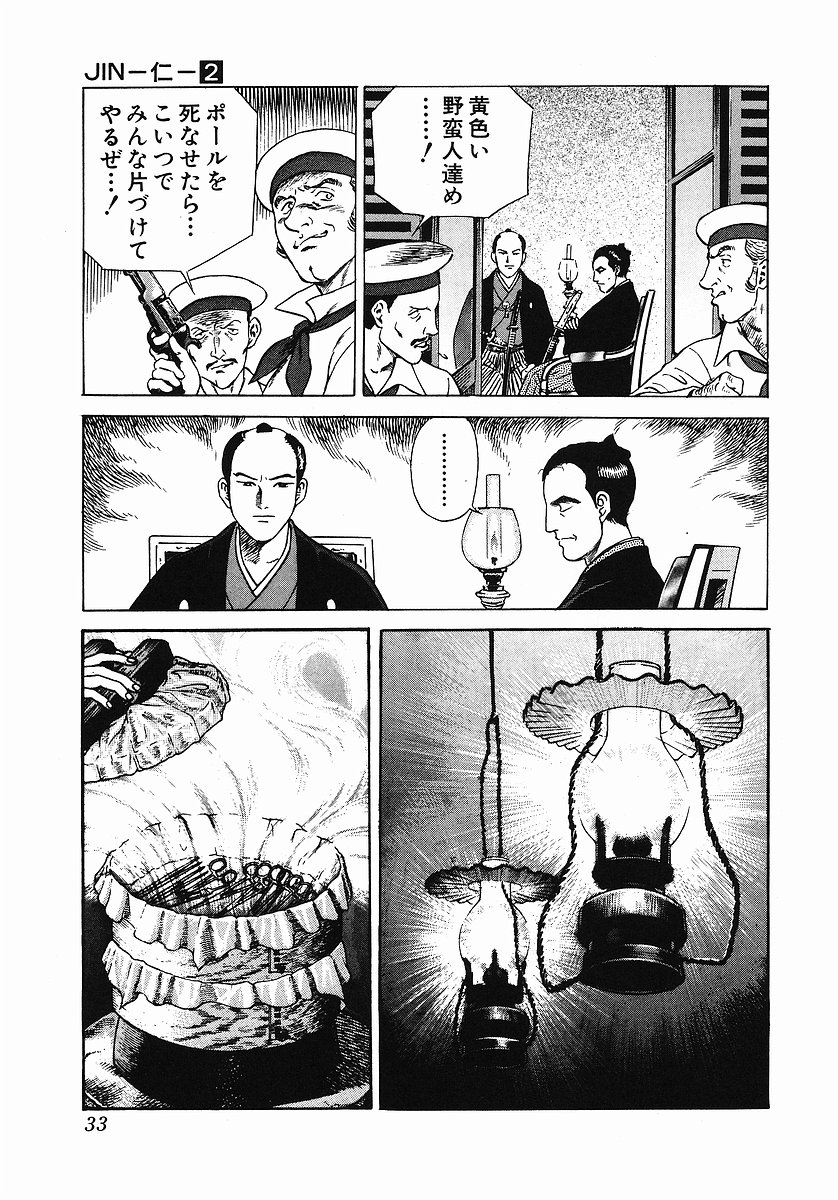 JIN－仁－2
黄色い
野蛮人達め
……！
ポールを
死なせたら…
こいつで
みんな片づけて
やるぜ…！
………
33